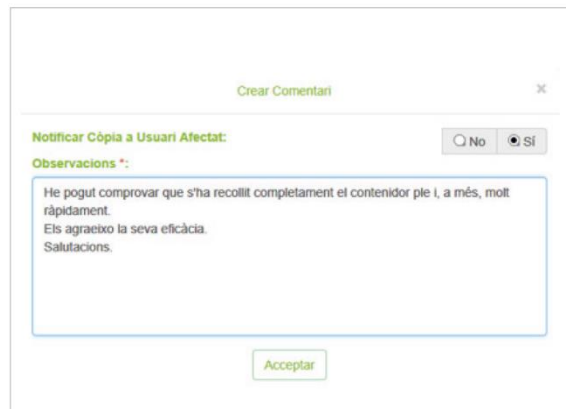 Crear Comentari ×
Notificar Còpia a Usuari Afectat: No Sí
Observacions *:
He pogut comprovar que s'ha recollit completament el contenidor ple i, a més, molt
ràpidament.
Els agraeixo la seva eficàcia.
Salutacions.
Acceptar